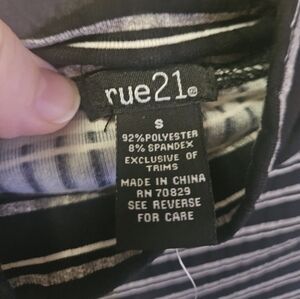 rue21®
S
92%POLYESTER
8% SPANDEX
EXCLUSIVE OF
TRIMS
MADE IN CHINA
RN 70829
SEE REVERSE
FOR CARE